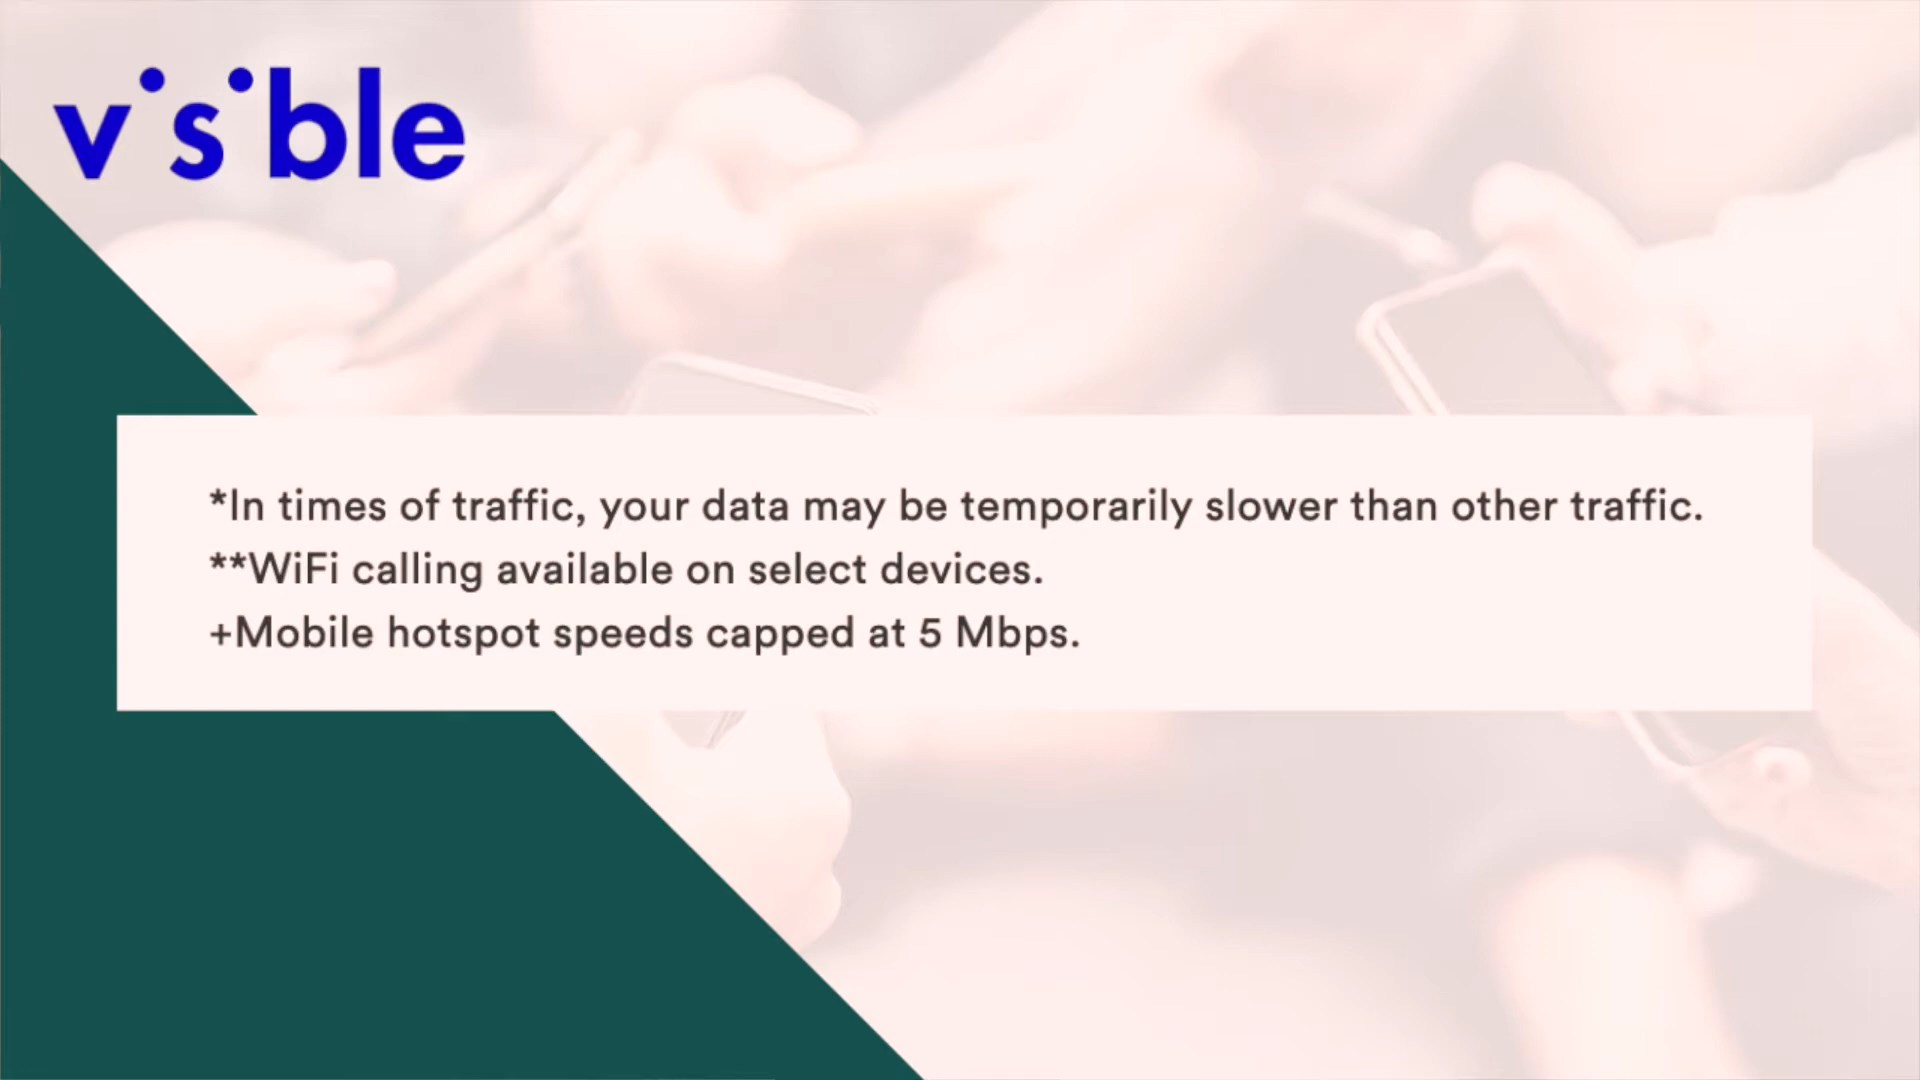 visible
*In times of traffic, your data may be temporarily slower than other traffic.
**WiFi calling available on select devices.
+Mobile hotspot speeds capped at 5 Mbps.